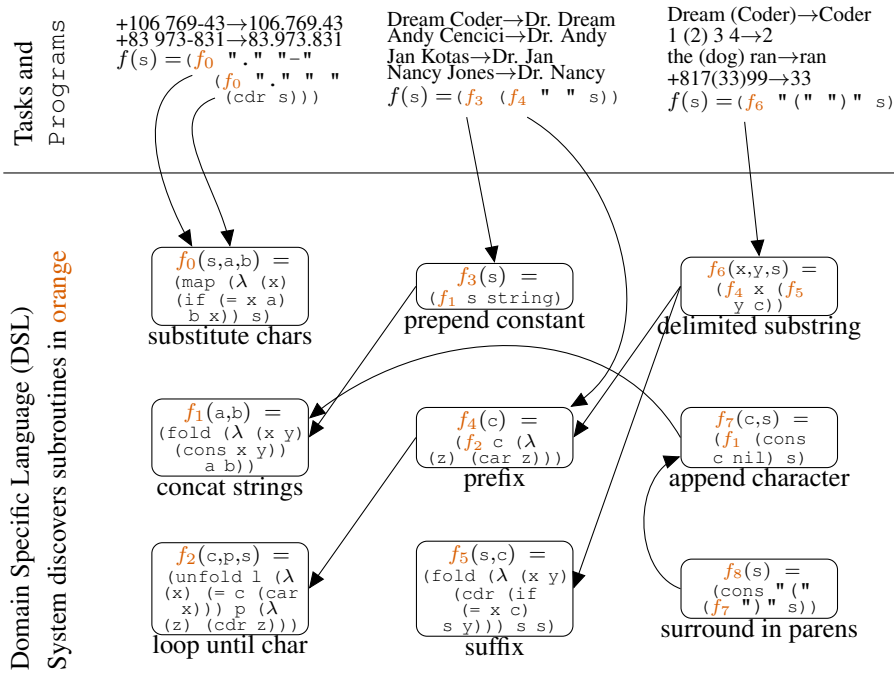 Tasks and
Programs
+106 769-43→106.769.43
+83 973-831→83.973.831
f(s) =(f0 "." "-"
(f0 "." " "
(cdr s)))
Dream Coder→Dr. Dream
Andy Cencici→Dr. Andy
Jan Kotas→Dr. Jan
Nancy Jones→Dr. Nancy
f(s) =(f3 (f4 " " s))
Dream (Coder)→Coder
1 (2) 3 4→2
the (dog) ran→ran
+817(33)99→33
f(s) =(f6 "(" ")" s)
Domain Specific Language (DSL)
System discovers subroutines in orange
f0(s,a,b) =
(map (λ (x)
(if (= x a)
b x)) s)
substitute chars
f3(s) =
(f1 s string)
prepend constant
f6(x,y,s) =
(f4 x (f5
y c))
delimited substring
f1(a,b) =
(fold (λ (x y)
(cons x y))
a b))
concat strings
f4(c) =
(f2 c (λ
(z) (car z)))
prefix
f7(c,s) =
(f1 (cons
c nil) s)
append character
f2(c,p,s) =
(unfold l (λ
(x) (= c (car
x))) p (λ
(z) (cdr z)))
loop until char
f5(s,c) =
(fold (λ (x y)
(cdr (if
(= x c)
s y))) s s)
suffix
f8(s) =
(cons "("
(f7 ")" s))
surround in parens